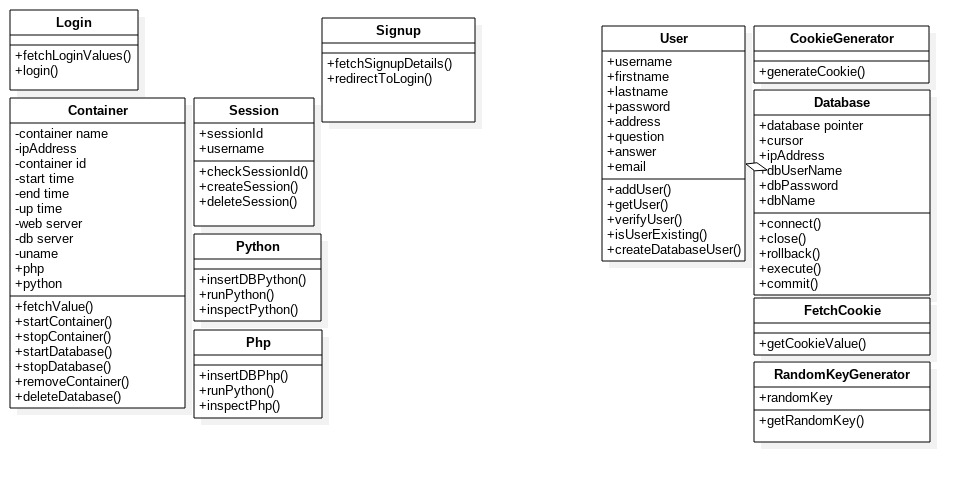 Login
+fetchLoginValues()
+login()
Container
-container name
-ipAddress
-container id
-start time
-end time
-up time
-web server
-db server
-uname
+php
+python
+fetchValue()
+startContainer()
+stopContainer()
+startDatabase()
+stopDatabase()
+removeContainer()
+deleteDatabase()
Session
+sessionId
+username
+checkSessionId()
+createSession()
+deleteSession()
Python
+insertDBPython()
+runPython()
+inspectPython()
Php
+insertDBPhp()
+runPython()
+inspectPhp()
Signup
+fetchSignupDetails()
+redirectToLogin()
User
+username
+firstname
+lastname
+password
+address
+question
+answer
+email
+addUser()
+getUser()
+verifyUser()
+isUserExisting()
+createDatabaseUser()
CookieGenerator
+generateCookie()
Database
+database pointer
+cursor
+ipAddress
+dbUserName
+dbPassword
+dbName
+connect()
+close()
+rollback()
+execute()
+commit()
FetchCookie
+getCookieValue()
RandomKeyGenerator
+randomKey
+getRandomKey()